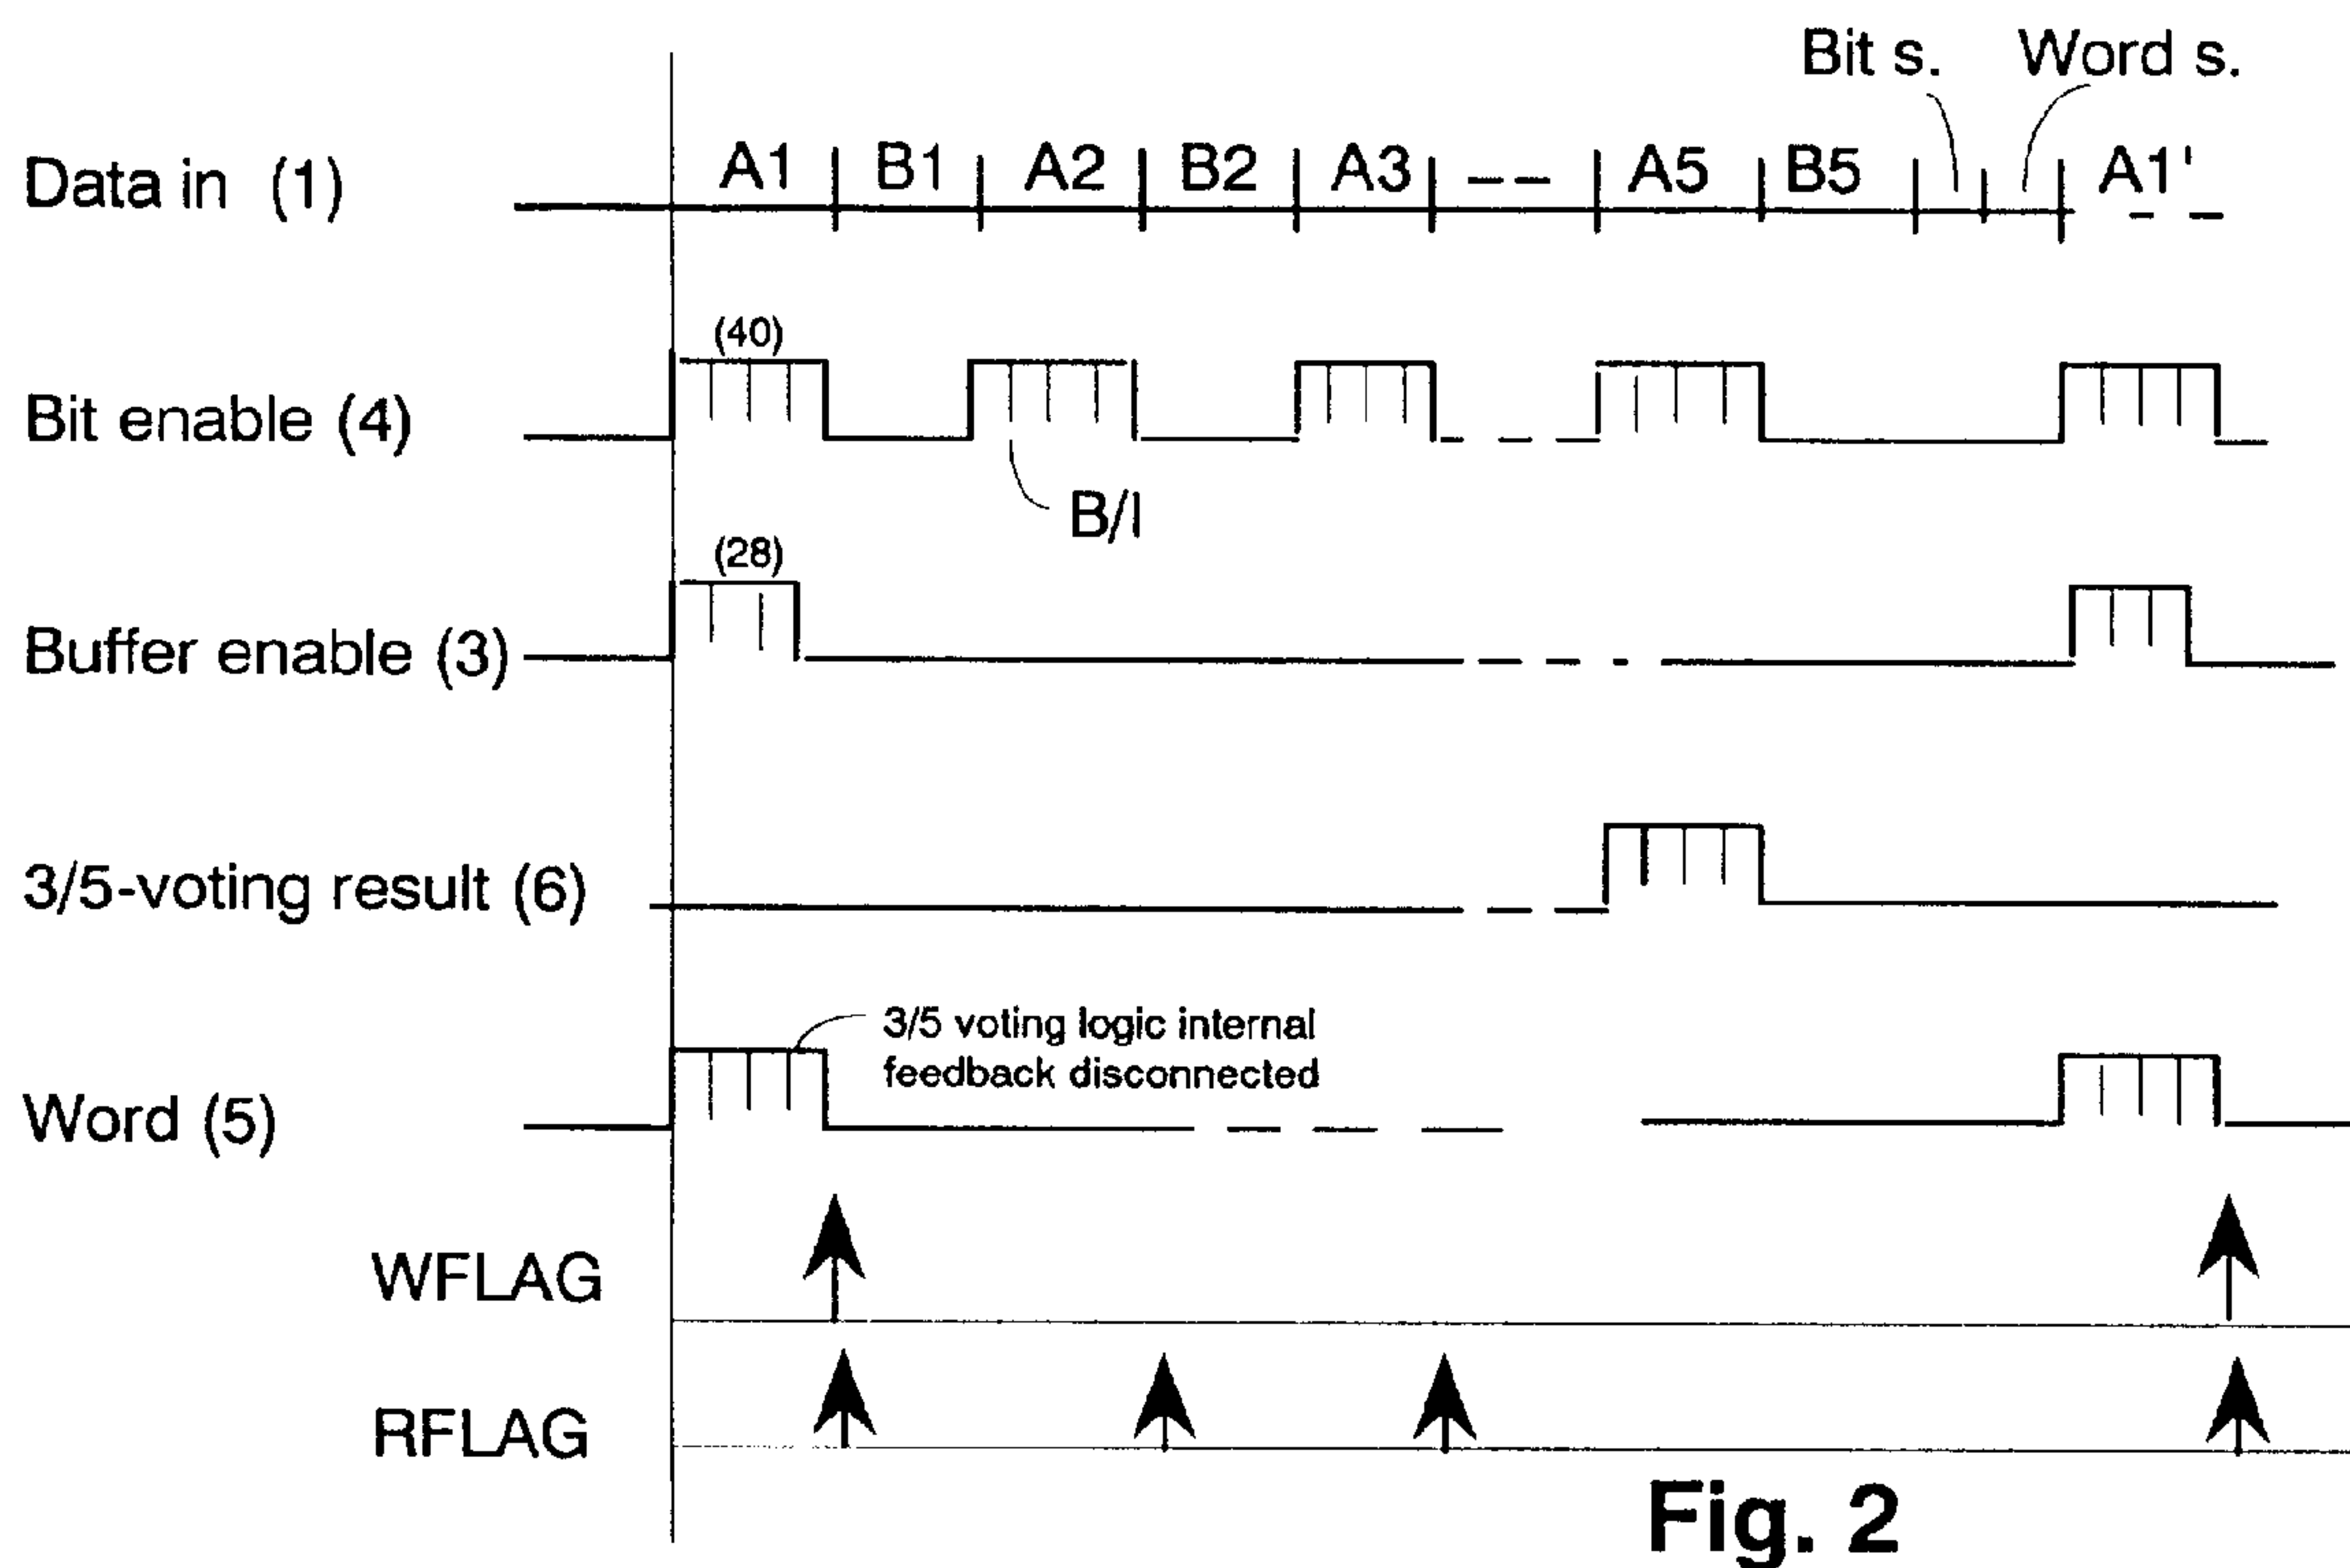 Bit s. Word s.
Data in (1) A1 B1 A2 B2 A3 A5 B5 A1'
(40)
Bit enable (4)
B/I
(28)
Buffer enable (3)
3/5-voting result (6)
3/5 voting logic internal
feedback disconnected
Word (5)
WFLAG
RFLAG
Fig. 2